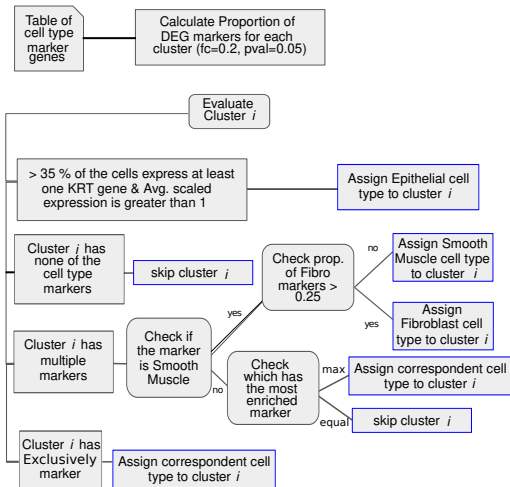 Table of
cell type
marker
genes
Calculate Proportion of
DEG markers for each
cluster (fc=0.2, pval=0.05)
Evaluate
Cluster i
> 35 % of the cells express at least
one KRT gene & Avg. scaled
expression is greater than 1
Assign Epithelial cell
type to cluster i
Cluster i has
none of the
cell type
markers
skip cluster i
Check prop.
of Fibro
markers >
0.25
no
Assign Smooth
Muscle cell type
to cluster i
yes
Assign
Fibroblast cell
type to cluster i
Cluster i has
multiple
markers
Check if
the marker
is Smooth
Muscle
yes
no
Check
which has
the most
enriched
marker
max
Assign correspondent cell
type to cluster i
equal
skip cluster i
Cluster i has
Exclusively marker
Assign correspondent cell
type to cluster i